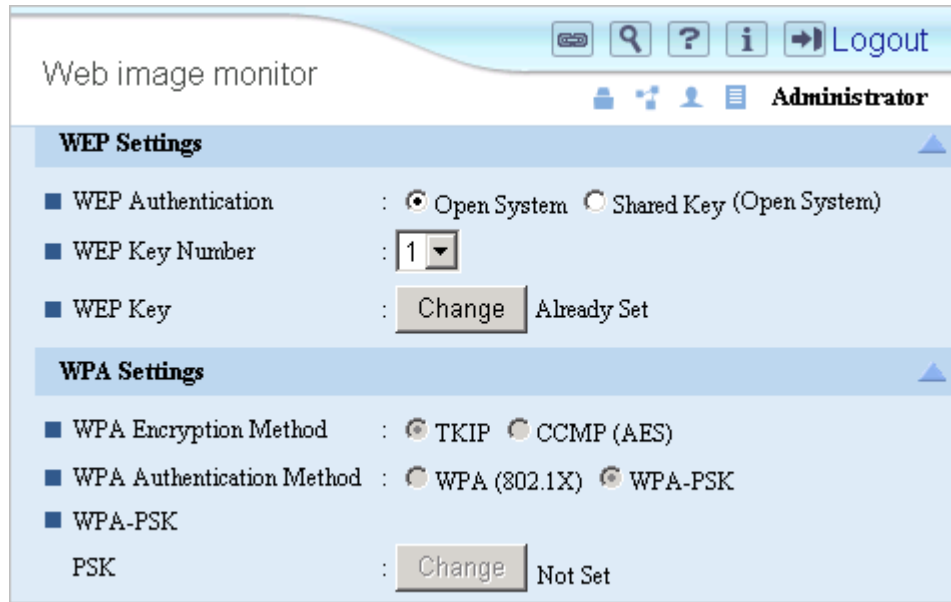 Logout
Web image monitor
Administrator
WEP Settings
WEP Authentication : Open System Shared Key (Open System)
WEP Key Number : 1
WEP Key : Change Already Set
WPA Settings
WPA Encryption Method : TKIP CCMP (AES)
WPA Authentication Method : WPA (802.1X) WPA-PSK
WPA-PSK
PSK : Change Not Set